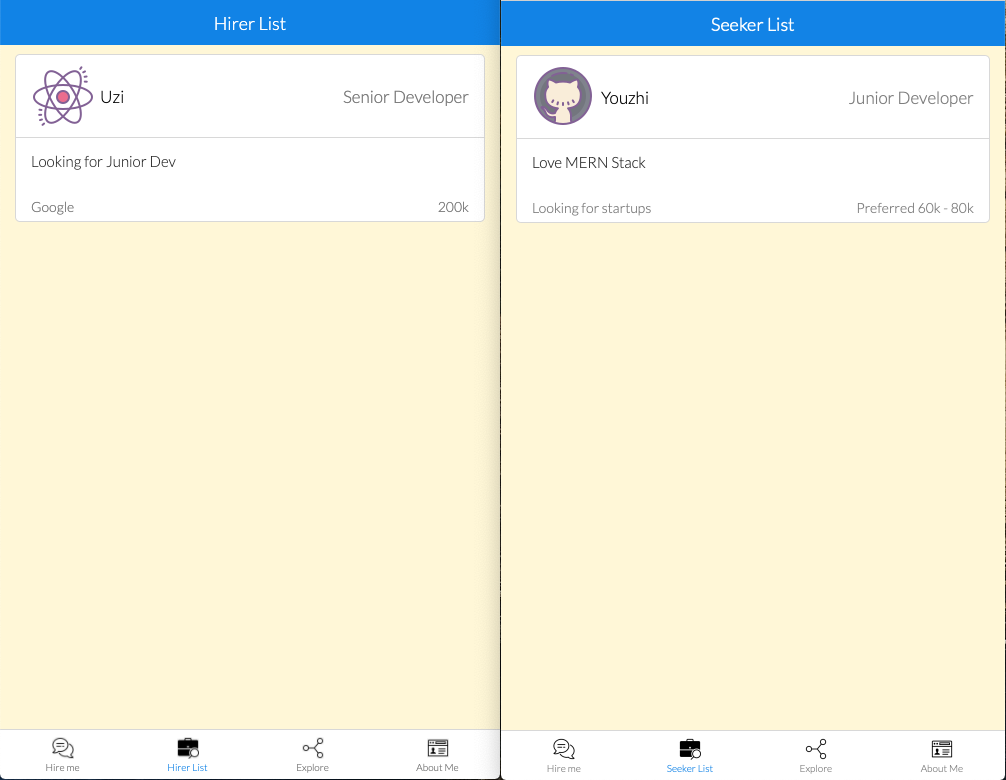 Hirer List
Uzi
Senior Developer
Looking for Junior Dev
Google
200k
Hire me
Hirer List
Explore
About Me
Seeker List
Youzhi
Junior Developer
Love MERN Stack
Looking for startups
Preferred 60k - 80k
Hire me
Seeker List
Explore
About Me